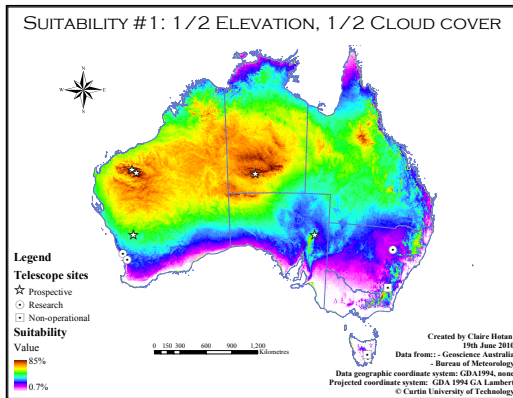 SUITABILITY #1: 1/2 ELEVATION, 1/2 CLOUD COVER
N
W E
S
Legend
Telescope sites
Prospective
Research
Non-operational
Suitability
Value
85%
0.7%
0 150 300 600 900 1,200
Kilometres
Created by Claire Hotan
19th June 2010
Data from:: - Geoscience Australia
- Bureau of Meteorology
Data geographic coordinate system: GDA1994, none
Projected coordinate system: GDA 1994 GA Lambert
© Curtin University of Technology